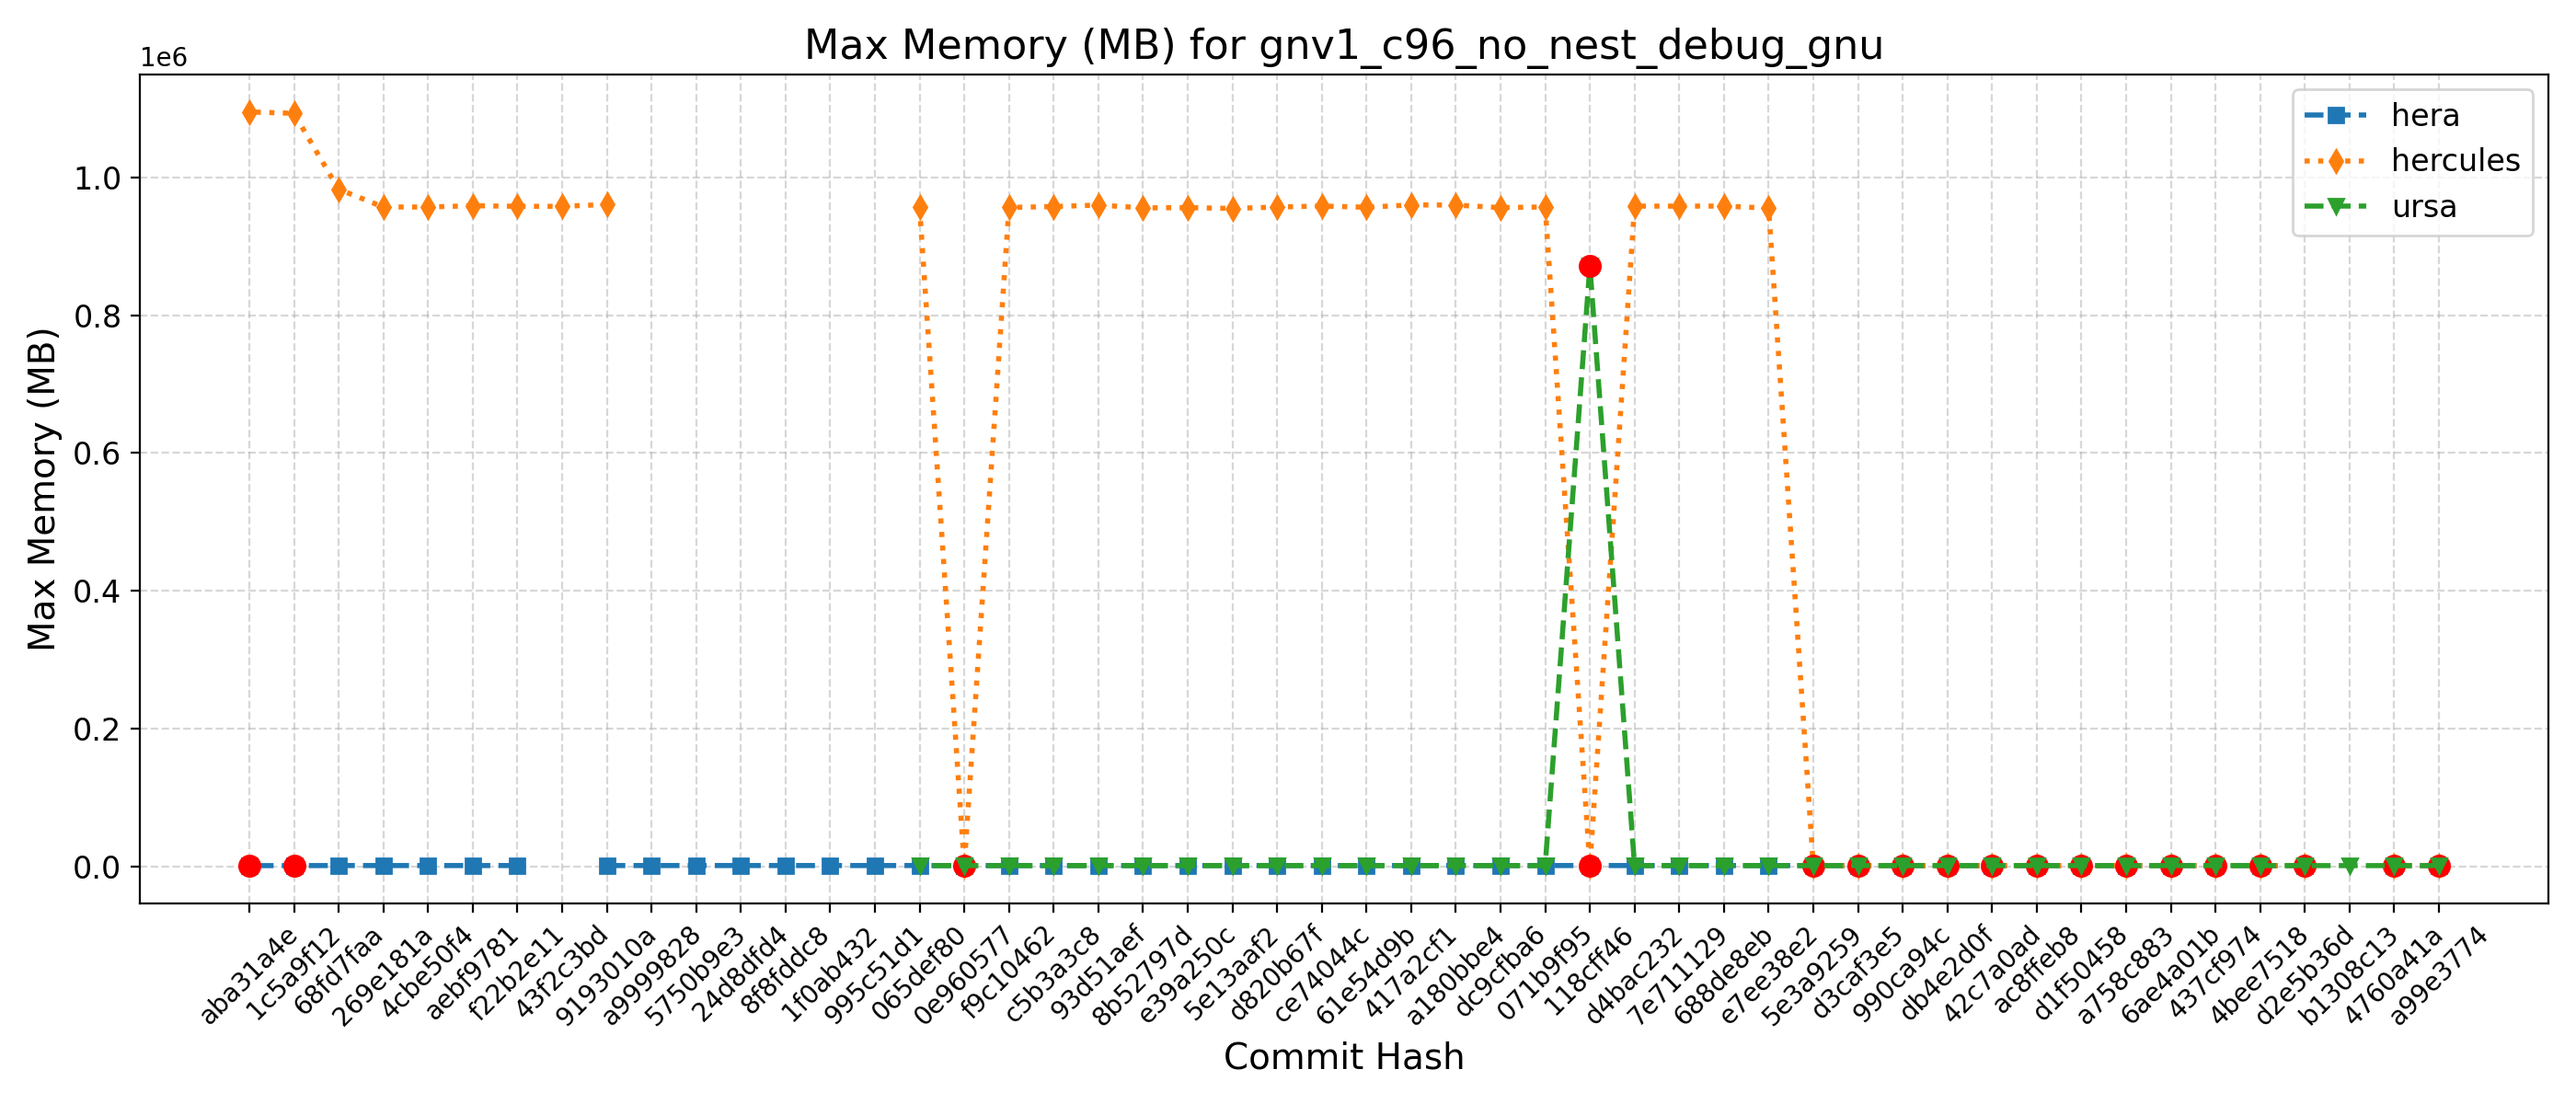 Max Memory (MB) for gnv1_c96_no_nest_debug_gnu
1e6
hera
hercules
ursa
1.0
0.8
0.6
0.4
0.2
0.0
Max Memory (MB)
aba31a4e
1c5a9f12
68fd7faa
269e181a
4cbe50f4
aebf9781
f22b2e11
43f2c3bd
9193010a
a9999828
5750b9e3
24d8dfd4
8f8fddc8
1f0ab432
995c51d1
065def80
0e960577
f9c10462
c5b3a3c8
93d51aef
8b52797d
e39a250c
5e13aaf2
d820b67f
ce74044c
61e54d9b
417a2cf1
a180bbe4
dc9cfba6
071b9f95
118cff46
d4bac232
7e711129
688de8eb
e7ee38e2
5e3a9259
d3caf3e5
990ca94c
db4e2d0f
42c7a0ad
ac8ffeb8
d1f50458
a758c883
6ae4a01b
437cf974
4bee7518
d2e5b36d
b1308c13
4760a41a
a99e3774
Commit Hash